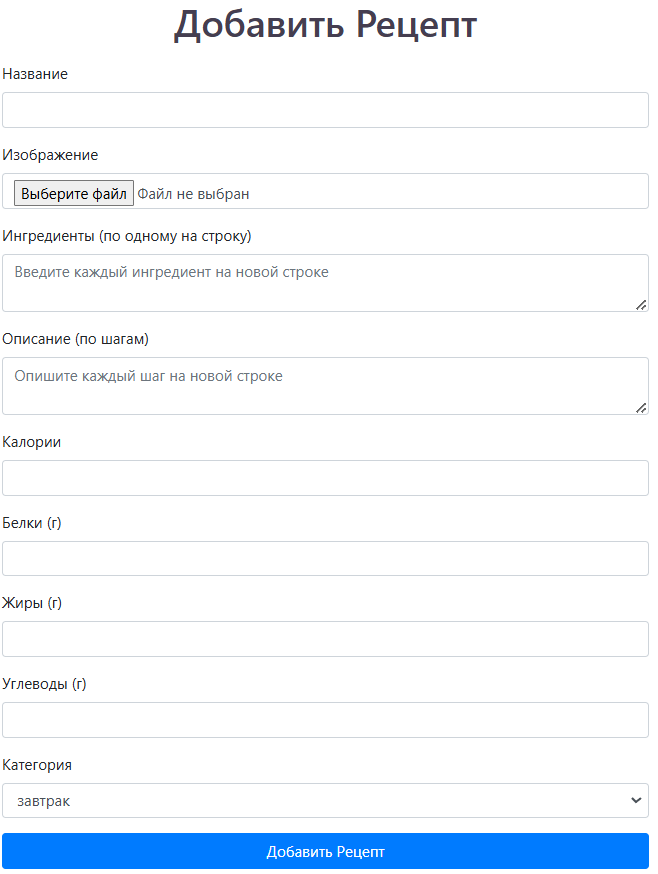 Добавить Рецепт
Название
Изображение
Выберите файл Файл не выбран
Ингредиенты (по одному на строку)
Введите каждый ингредиент на новой строке
Описание (по шагам)
Опишите каждый шаг на новой строке
Калории
Белки (г)
Жиры (г)
Углеводы (г)
Категория
завтрак
Добавить Рецепт